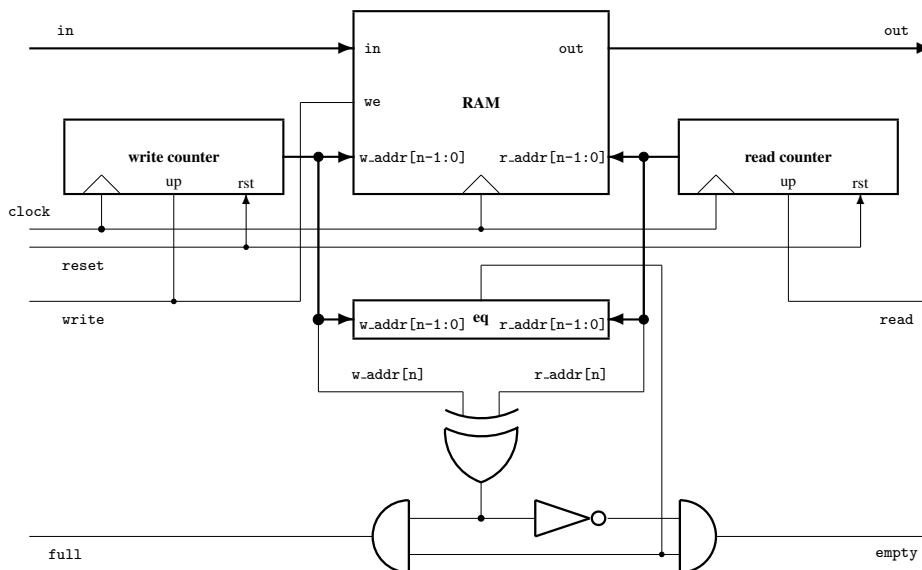 in
out
in
out
we
RAM
write counter
w_addr[n-1:0]
r_addr[n-1:0]
read counter
up
rst
up
rst
clock
reset
write
w_addr[n-1:0]
eq
r_addr[n-1:0]
read
w_addr[n]
r_addr[n]
full
empty